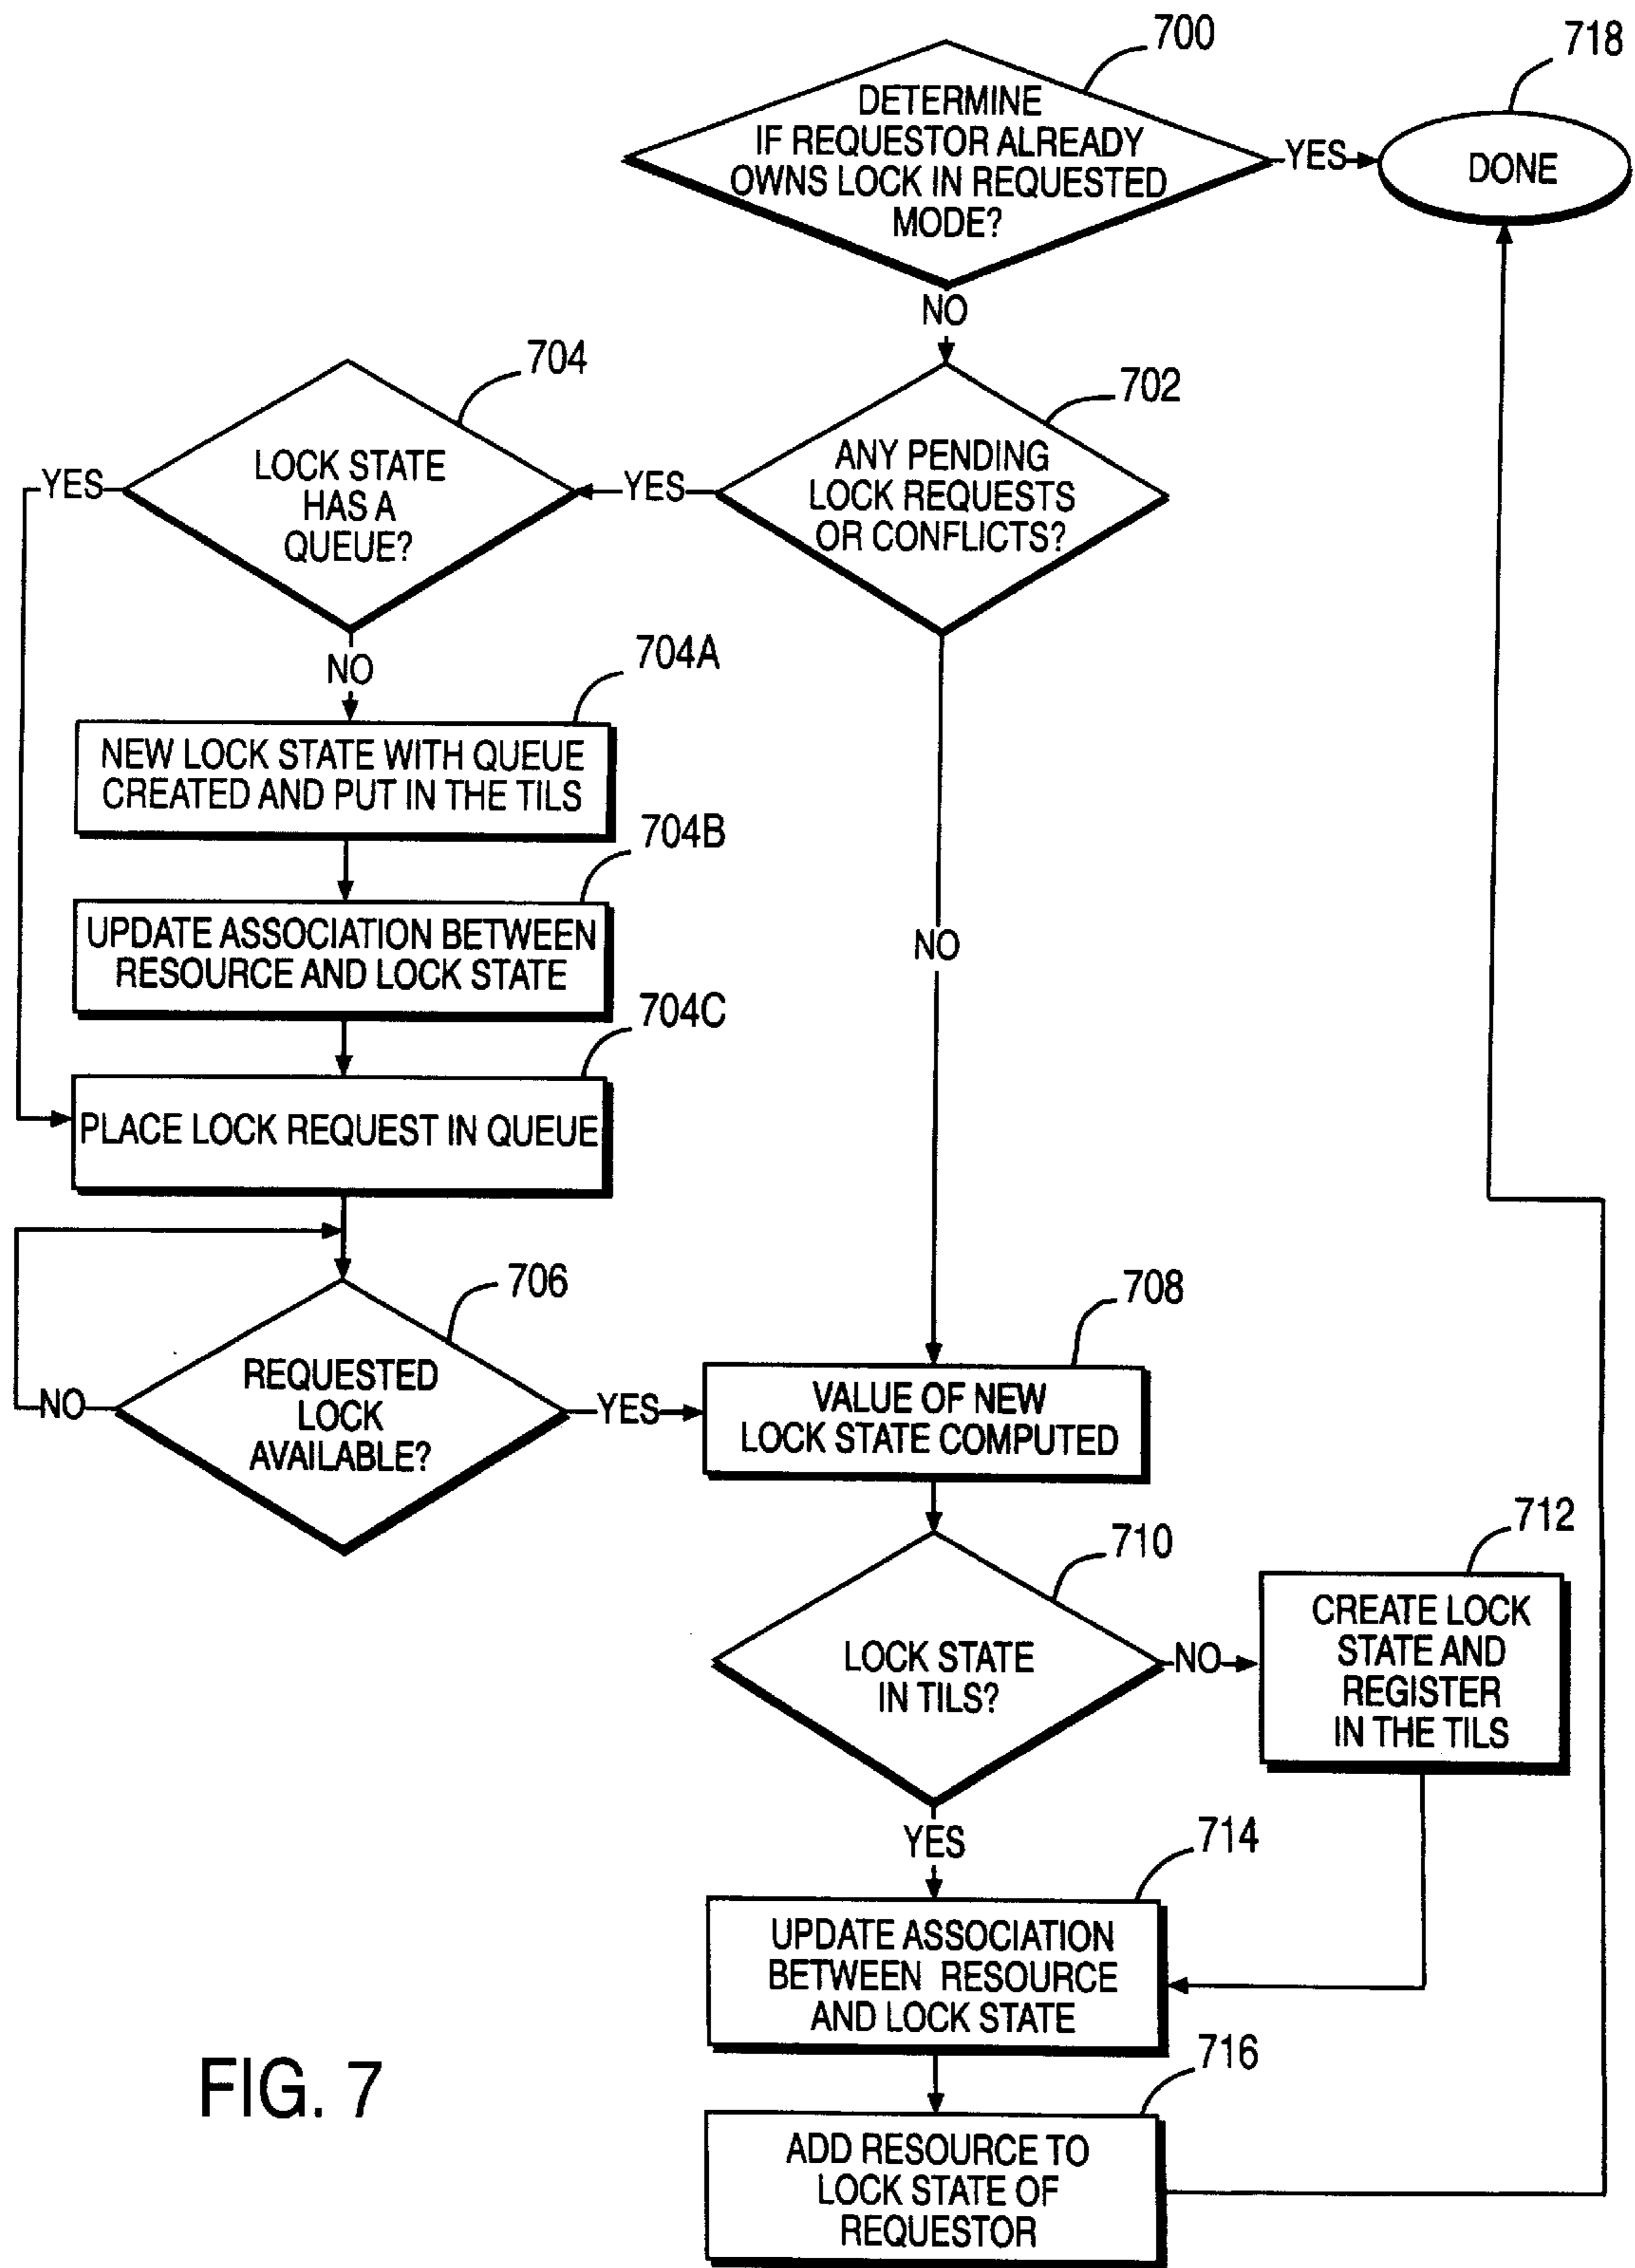 700
718
DETERMINE
IF REQUESTOR ALREADY
OWNS LOCK IN REQUESTED
MODE?
YES
DONE
NO
704
702
LOCK STATE
HAS A
QUEUE?
YES
YES
ANY PENDING
LOCK REQUESTS
OR CONFLICTS?
NO
704A
NEW LOCK STATE WITH QUEUE
CREATED AND PUT IN THE TILS
704B
UPDATE ASSOCIATION BETWEEN
RESOURCE AND LOCK STATE
NO
704C
PLACE LOCK REQUEST IN QUEUE
706
708
REQUESTED
LOCK
AVAILABLE?
NO
YES
VALUE OF NEW
LOCK STATE COMPUTED
710
712
LOCK STATE
IN TILS?
NO
CREATE LOCK
STATE AND
REGISTER
IN THE TILS
YES
714
UPDATE ASSOCIATION
BETWEEN RESOURCE
AND LOCK STATE
716
ADD RESOURCE TO
LOCK STATE OF
REQUESTOR
FIG. 7